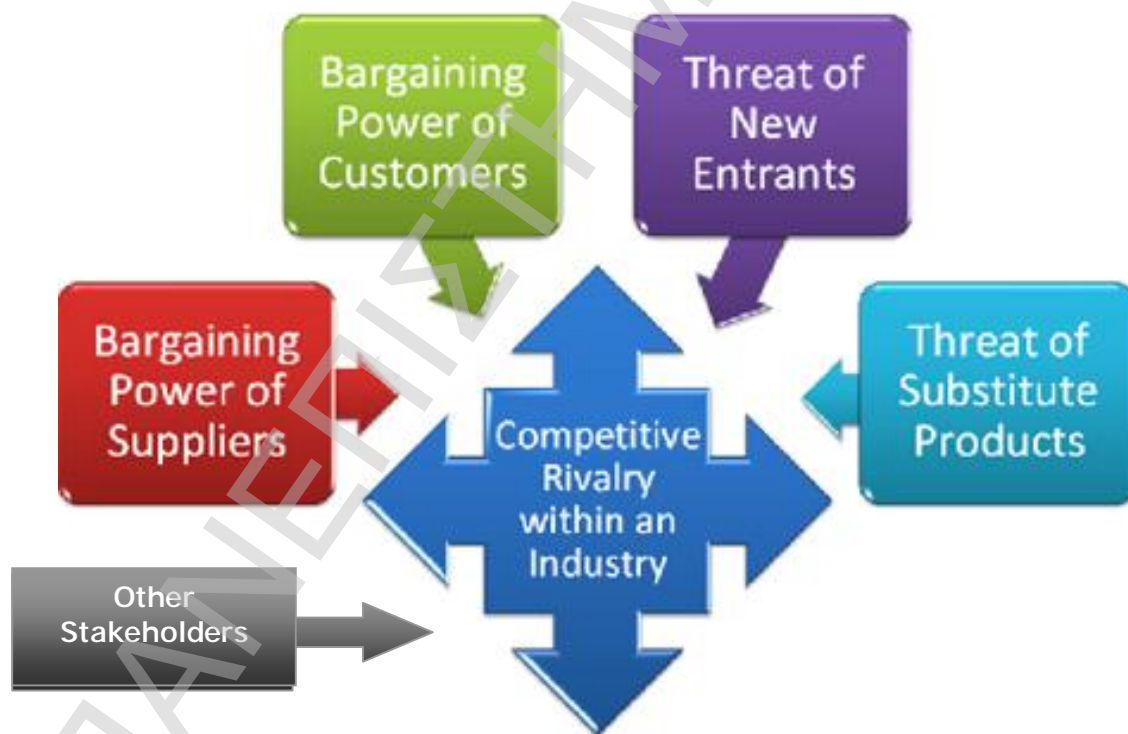 Bargaining
Power of
Customers
Threat of
New
Entrants
Bargaining
Power of
Suppliers
Threat of
Substitute
Products
Competitive
Rivalry
within an
Industry
Other
Stakeholders
ΠΑΝΕΠΙΣΤΗΜ